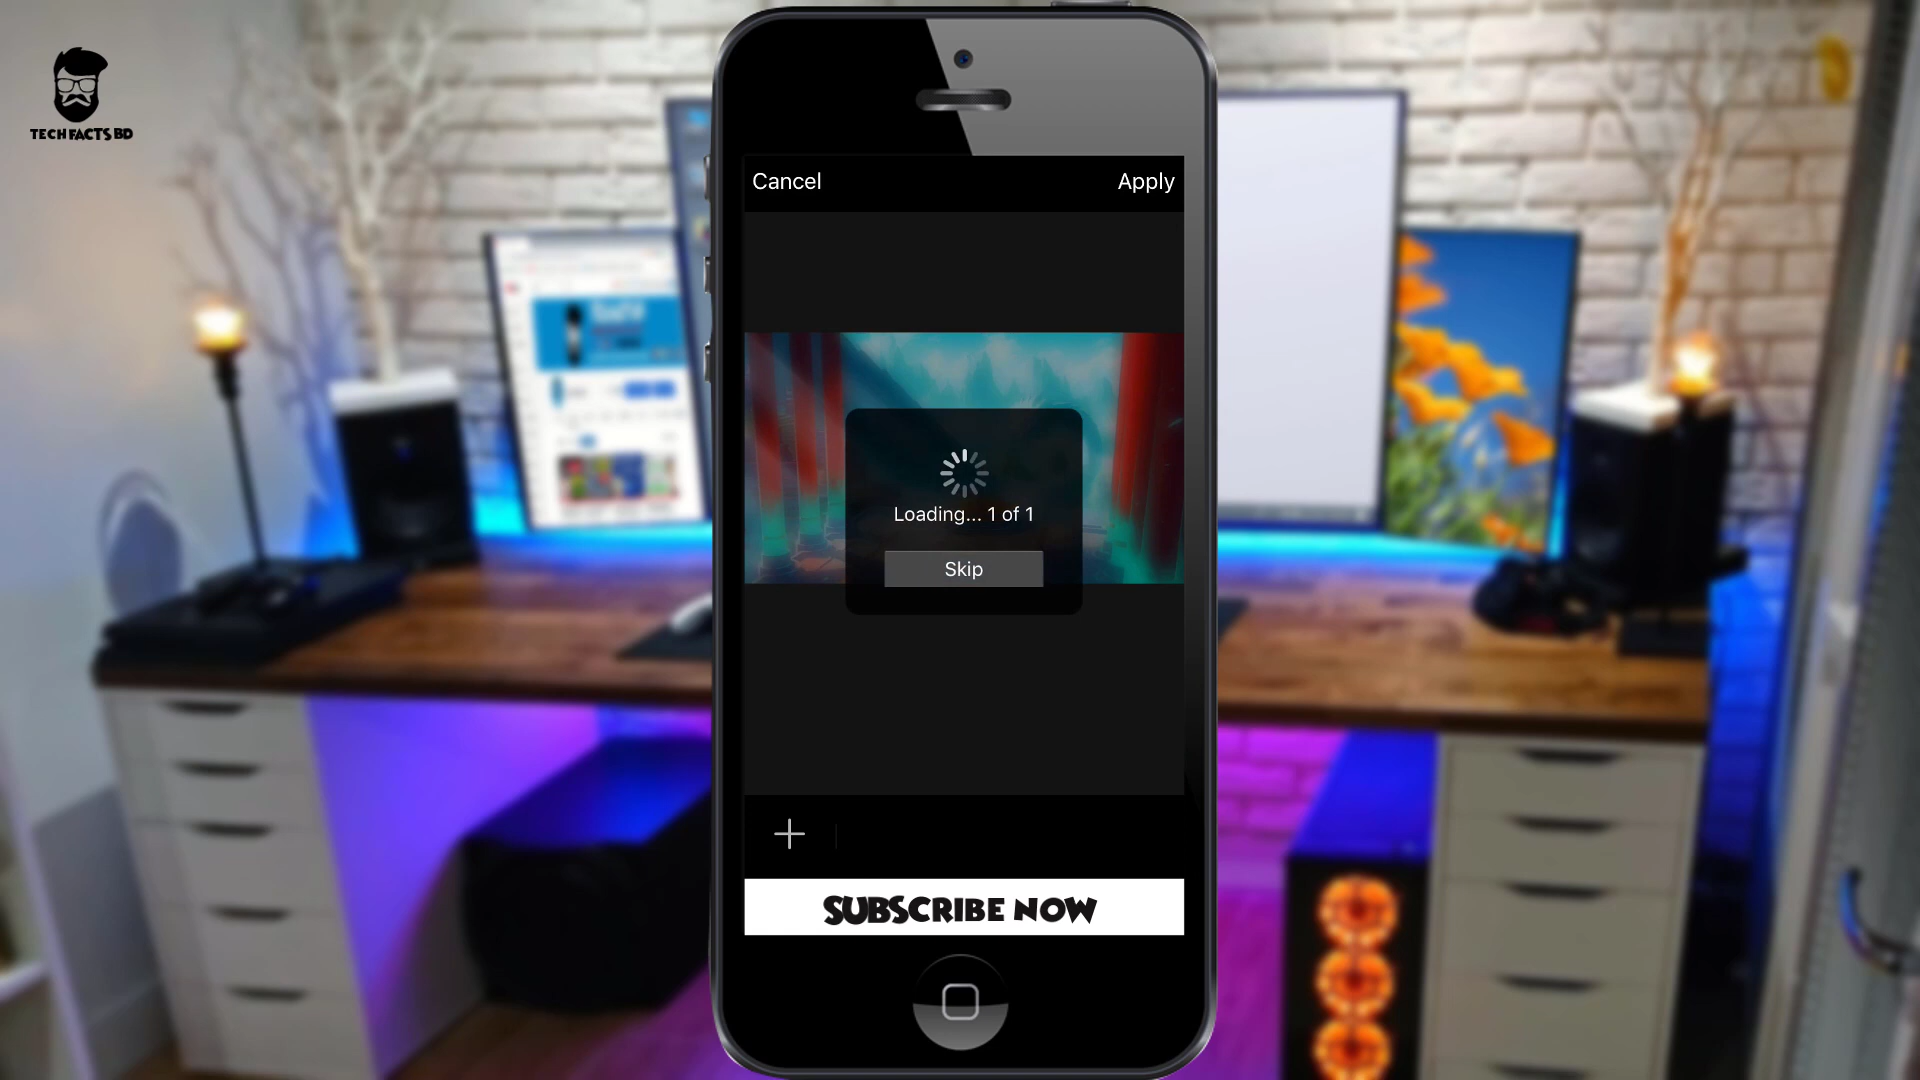 TECH FACTS BD
Cancel
Apply
Loading... 1 of 1
Skip
SUBSCRIBE NOW